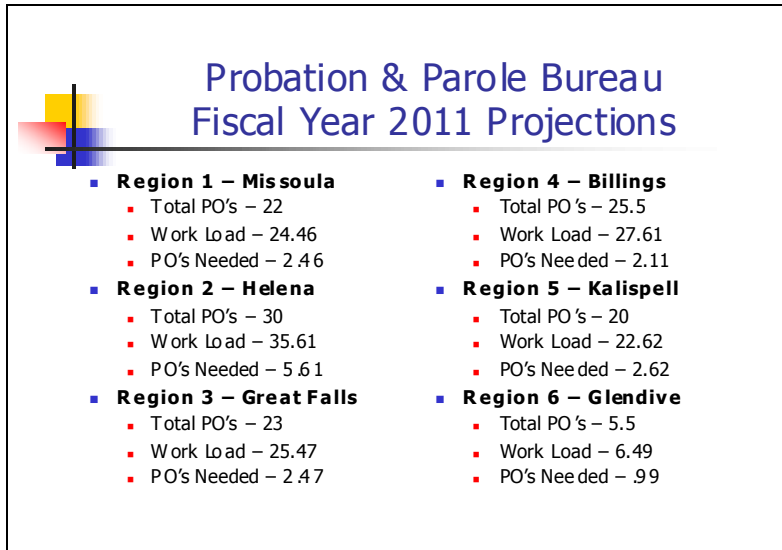 Probation & Parole Bureau
Fiscal Year 2011 Projections
Region 1 – Missoula
Total PO's – 22
Work Load – 24.46
PO's Needed – 2.46
Region 2 – Helena
Total PO's – 30
Work Load – 35.61
PO's Needed – 5.61
Region 3 – Great Falls
Total PO's – 23
Work Load – 25.47
PO's Needed – 2.47
Region 4 – Billings
Total PO's – 25.5
Work Load – 27.61
PO's Needed – 2.11
Region 5 – Kalispell
Total PO's – 20
Work Load – 22.62
PO's Needed – 2.62
Region 6 – Glendive
Total PO's – 5.5
Work Load – 6.49
PO's Needed – .99